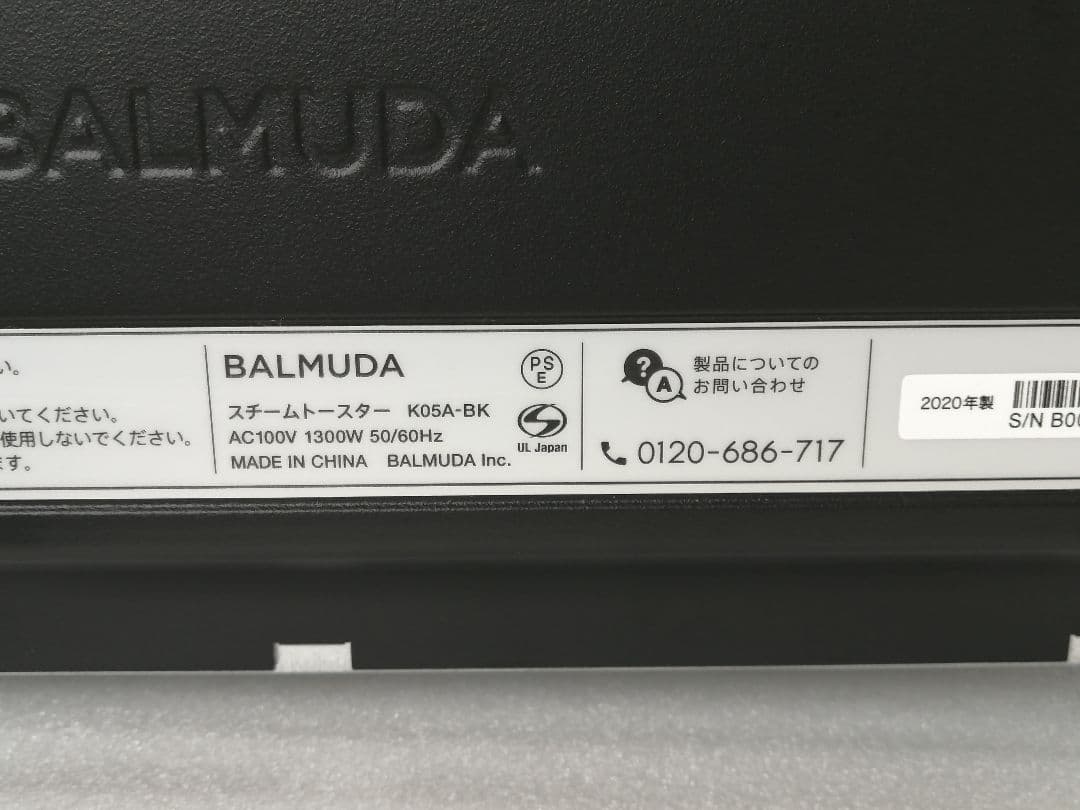 BALMUDA
い。
いてください。
使用しないでください。
ます。
BALMUDA
スチームトースター K05A-BK
AC100V 1300W 50/60Hz
MADE IN CHINA BALMUDA Inc.
PS
E
UL Japan
?
A
製品についての
お問い合わせ
0120-686-717
2020年製
S/N B00